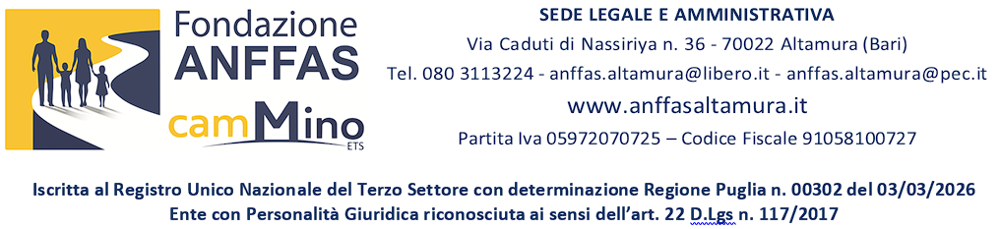 Fondazione
ANFFAS
camMino
ETS
SEDE LEGALE E AMMINISTRATIVA
Via Caduti di Nassiriya n. 36 - 70022 Altamura (Bari)
Tel. 080 3113224 - anffas.altamura@libero.it - anffas.altamura@pec.it
www.anffasaltamura.it
Partita Iva 05972070725 – Codice Fiscale 91058100727
Iscritta al Registro Unico Nazionale del Terzo Settore con determinazione Regione Puglia n. 00302 del 03/03/2026
Ente con Personalità Giuridica riconosciuta ai sensi dell’art. 22 D.Lgs n. 117/2017